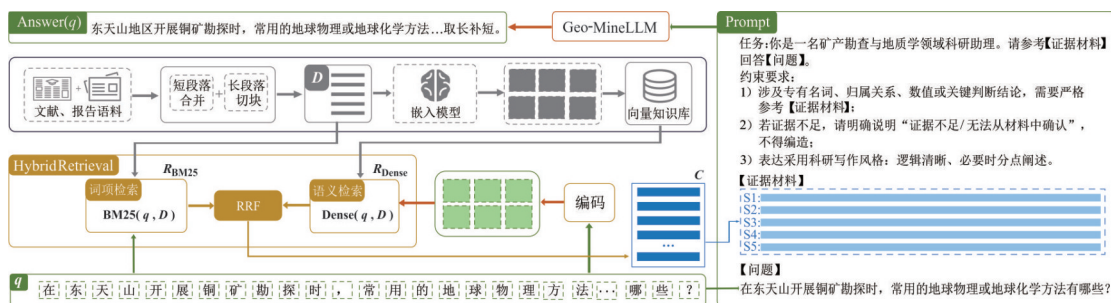 Answer(q)
东天山地区开展铜矿勘探时，常用的地球物理或地球化学方法…取长补短。
Geo-MineLLM
Prompt
任务:你是一名矿产勘查与地质学领域科研助理。请参考【证据材料】
回答【问题】。
约束要求:
1）涉及专有名词、归属关系、数值或关键判断结论，需要严格
参考【证据材料】;
2）若证据不足，请明确说明“证据不足/无法从材料中确认”，
不得编造;
3）表达采用科研写作风格: 逻辑清晰、必要时分点阐述。
【证据材料】
S1:
S2:
S3:
S4:
S5:
【问题】
在东天山开展铜矿勘探时，常用的地球物理或地球化学方法有哪些?
文献、报告语料
短段落
合并
+
长段落
切块
D
嵌入模型
向量知识库
HybridRetrieval
R_BM25
词项检索
BM25(q, D)
RRF
R_Dense
语义检索
Dense(q, D)
编码
C
...
q
在东天山开展铜矿勘探时，常用的地球物理方法…哪些?